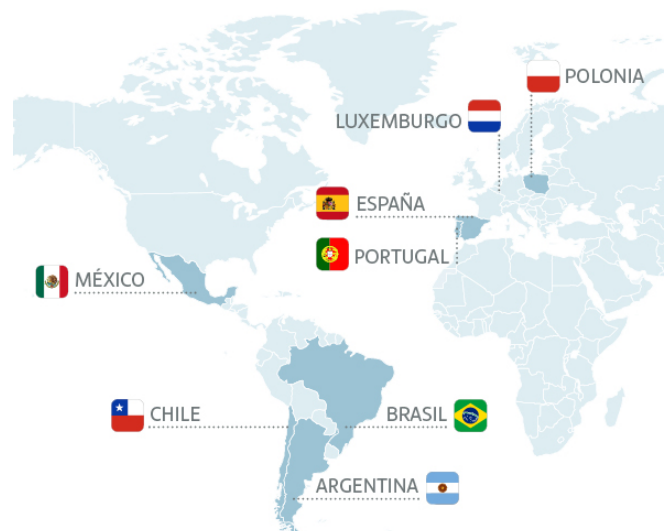 POLONIA
LUXEMBURGO
ESPAÑA
PORTUGAL
MÉXICO
CHILE
BRASIL
ARGENTINA